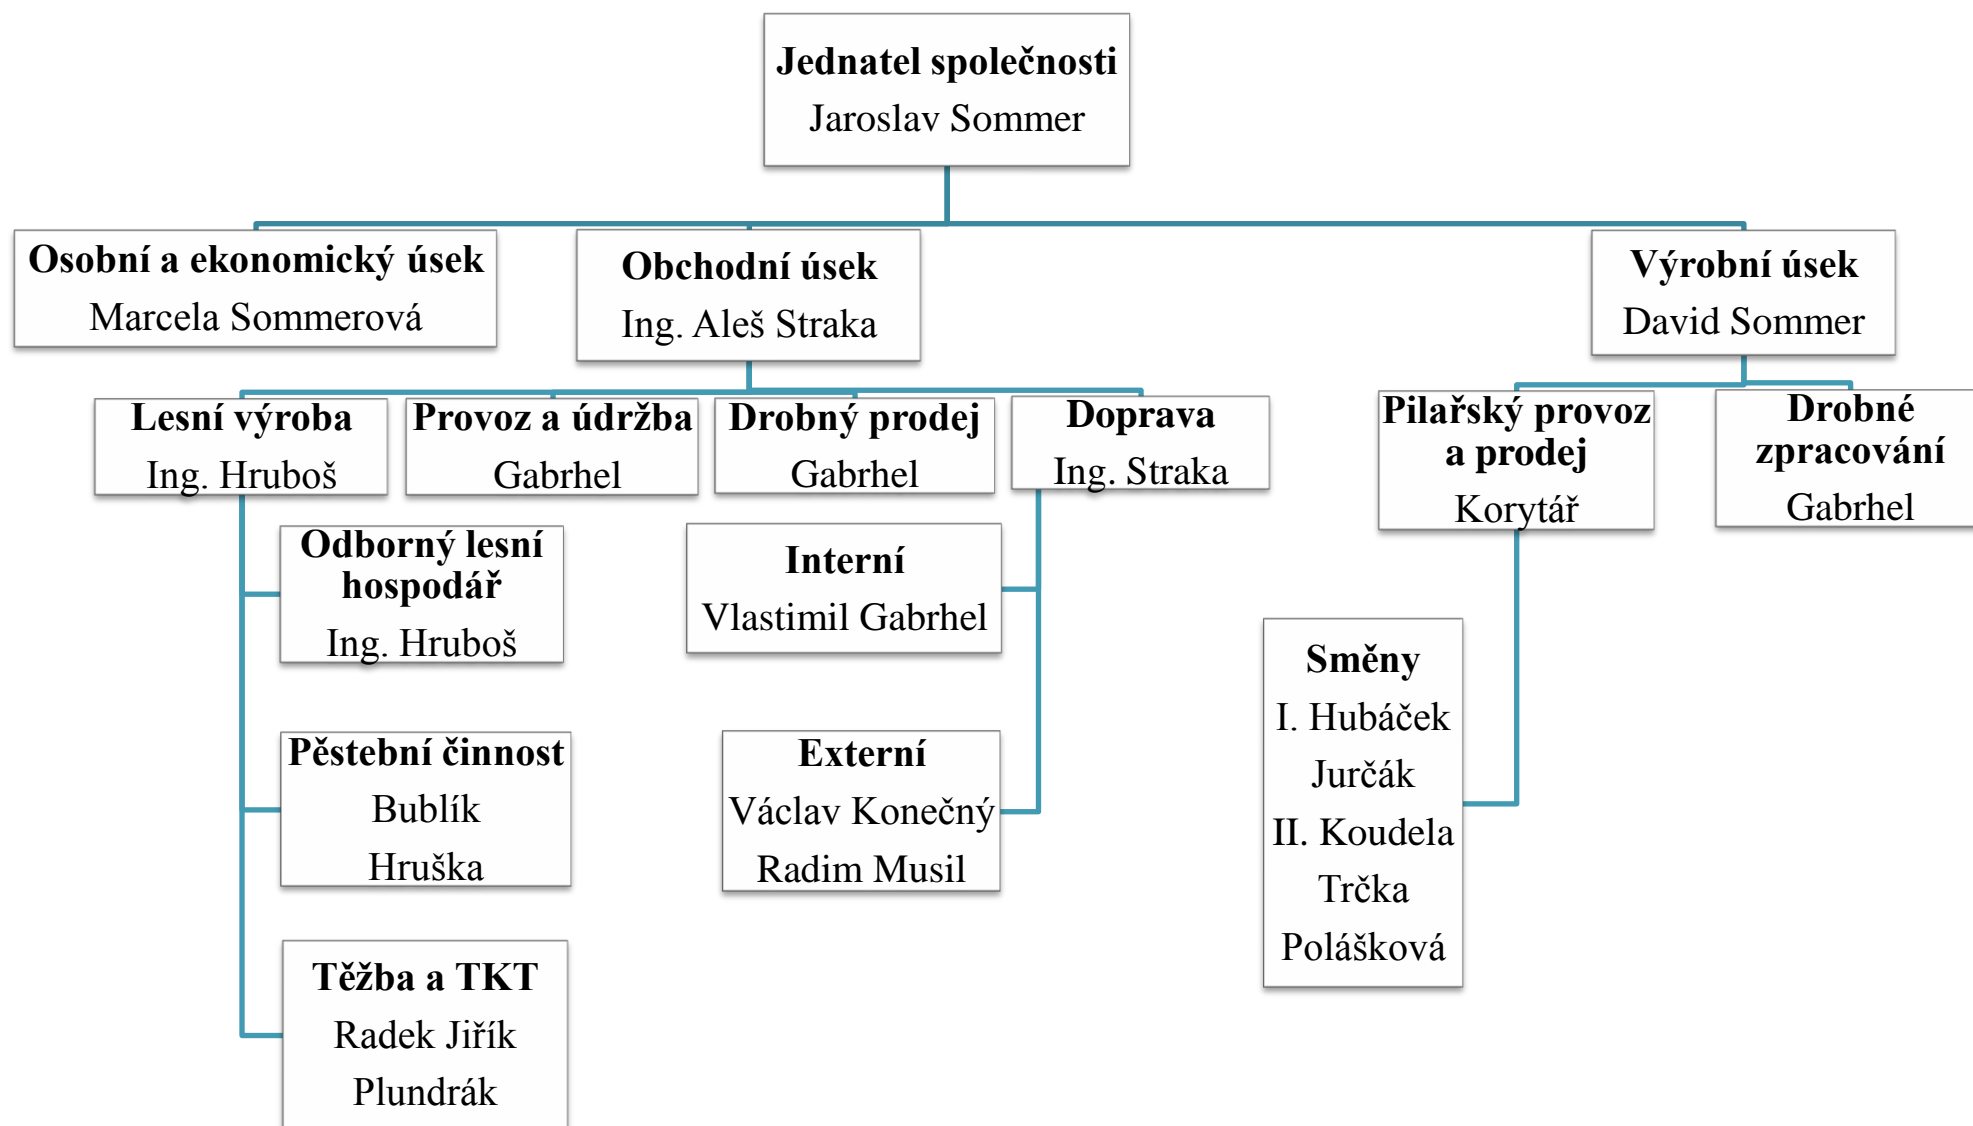 Jednatel společnosti
Jaroslav Sommer
Osobní a ekonomický úsek
Marcela Sommerová
Obchodní úsek
Ing. Aleš Straka
Výrobní úsek
David Sommer
Lesní výroba
Ing. Hruboš
Provoz a údržba
Gabrhel
Drobný prodej
Gabrhel
Doprava
Ing. Straka
Pilařský provoz
a prodej
Korytář
Drobné
zpracování
Gabrhel
Odborný lesní
hospodář
Ing. Hruboš
Interní
Vlastimil Gabrhel
Pěstební činnost
Bublík
Hruška
Externí
Václav Konečný
Radim Musil
Směny
I. Hubáček
Jurčák
II. Koudela
Trčka
Polášková
Těžba a TKT
Radek Jiřík
Plundrák